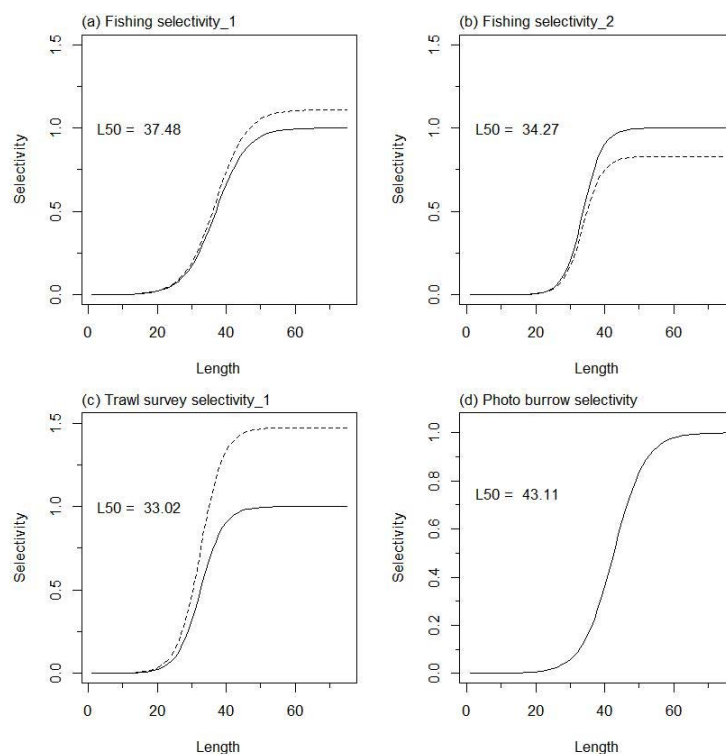 (a) Fishing selectivity_1
1.5
1.0
0.5
0.0
Selectivity
L50 = 37.48
0 20 40 60
Length
(b) Fishing selectivity_2
1.5
1.0
0.5
0.0
Selectivity
L50 = 34.27
0 20 40 60
Length
(c) Trawl survey selectivity_1
1.5
1.0
0.5
0.0
Selectivity
L50 = 33.02
0 20 40 60
Length
(d) Photo burrow selectivity
1.0
0.8
0.6
0.4
0.2
0.0
Selectivity
L50 = 43.11
0 20 40 60
Length